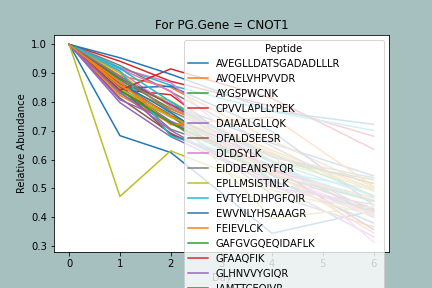 For PG.Gene = CNOT1
Relative Abundance
1.0
0.9
0.8
0.7
0.6
0.5
0.4
0.3
0
1
2
4
5
6
Peptide
AVEGLLDATSGADADLLLR
AVQELVHPVVDR
AYGSPWCNK
CPVVLAPLLYPEK
DAIAALGLLQK
DFALDSEESR
DLDSYLK
EIDDEANSYFQR
EPLLMSISTNLK
EVTYELDHPGFQIR
EWVNLYHSAAAGR
FEIEVLCK
GAFGVGQEQIDAFLK
GFAAQFIK
GLHNVVYGIQR